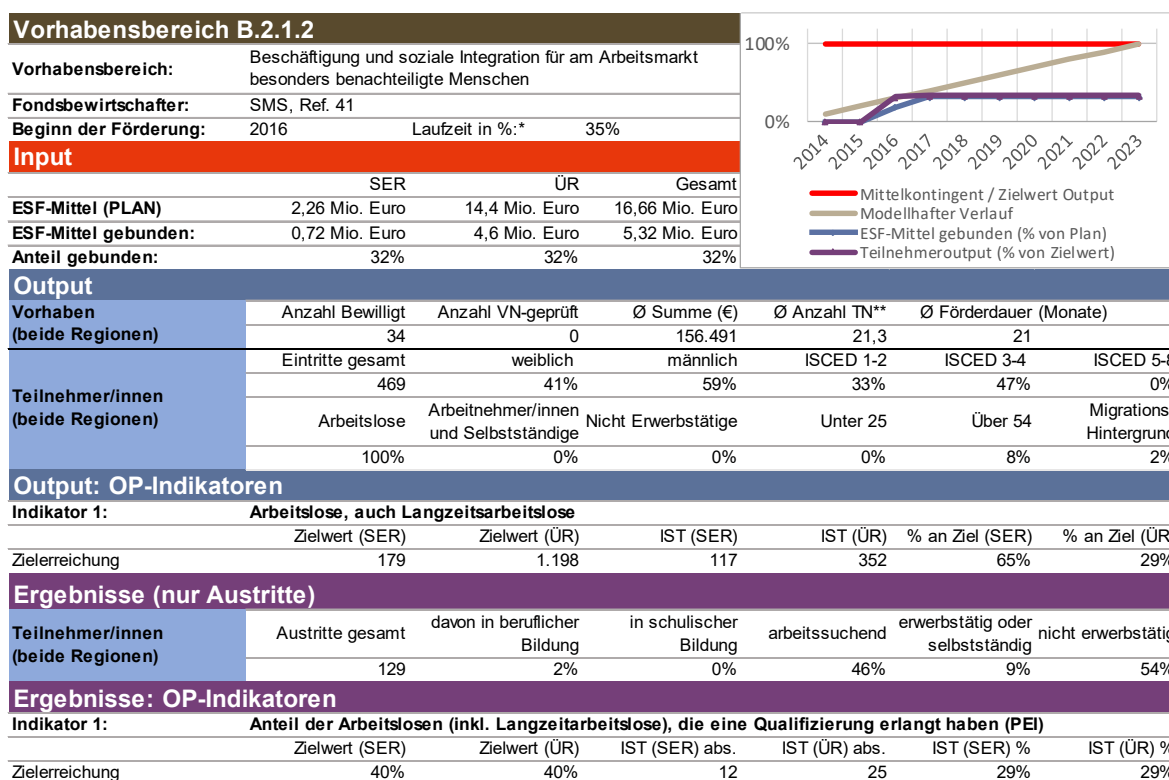 Vorhabensbereich B.2.1.2
Vorhabensbereich: Beschäftigung und soziale Integration für am Arbeitsmarkt
besonders benachteiligte Menschen
Fondsbewirtschafter: SMS, Ref. 41
Beginn der Förderung: 2016 Laufzeit in %:* 35%
100%
0%
2014 2015 2016 2017 2018 2019 2020 2021 2022 2023
Mittelkontingent / Zielwert Output
Modellhafter Verlauf
ESF-Mittel gebunden (% von Plan)
Teilnehmeroutput (% von Zielwert)
Input
SER ÜR Gesamt
ESF-Mittel (PLAN) 2,26 Mio. Euro 14,4 Mio. Euro 16,66 Mio. Euro
ESF-Mittel gebunden: 0,72 Mio. Euro 4,6 Mio. Euro 5,32 Mio. Euro
Anteil gebunden: 32% 32% 32%
Output
Vorhaben
(beide Regionen)
Anzahl Bewilligt Anzahl VN-geprüft Ø Summe (€) Ø Anzahl TN** Ø Förderdauer (Monate)
34 0 156.491 21,3 21
Teilnehmer/innen
(beide Regionen)
Eintritte gesamt weiblich männlich ISCED 1-2 ISCED 3-4 ISCED 5-8
469 41% 59% 33% 47% 0%
Arbeitslose Arbeitnehmer/innen und Selbstständige Nicht Erwerbstätige Unter 25 Über 54 Migrations Hintergrund
100% 0% 0% 0% 8% 2%
Output: OP-Indikatoren
Indikator 1: Arbeitslose, auch Langzeitsarbeitslose
Zielwert (SER) Zielwert (ÜR) IST (SER) IST (ÜR) % an Ziel (SER) % an Ziel (ÜR
Zielerreichung 179 1.198 117 352 65% 29%
Ergebnisse (nur Austritte)
Teilnehmer/innen
(beide Regionen)
Austritte gesamt davon in beruflicher Bildung in schulischer Bildung arbeitssuchend erwerbstätig oder selbstständig nicht erwerbstätig
129 2% 0% 46% 9% 54%
Ergebnisse: OP-Indikatoren
Indikator 1: Anteil der Arbeitslosen (inkl. Langzeitarbeitslose), die eine Qualifizierung erlangt haben (PEI)
Zielwert (SER) Zielwert (ÜR) IST (SER) abs. IST (ÜR) abs. IST (SER) % IST (ÜR) %
Zielerreichung 40% 40% 12 25 29% 29%